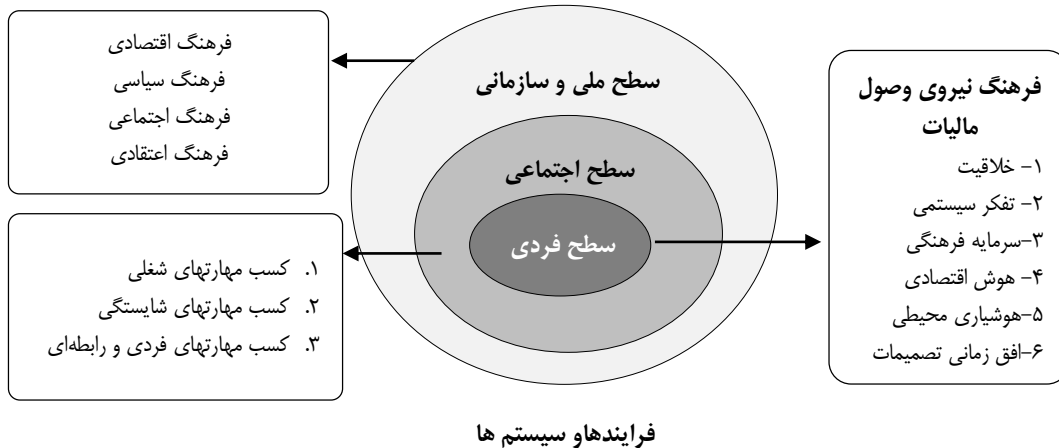 فرهنگ اقتصادی
فرهنگ سیاسی
فرهنگ اجتماعی
فرهنگ اعتقادی
سطح ملی و سازمانی
سطح اجتماعی
سطح فردی
فرهنگ نیروی وصول
مالیات
۱- خلاقیت
۲- تفکر سیستمی
۳-سرمایه فرهنگی
۴- هوش اقتصادی
۵-هوشیاری محیطی
۶-افق زمانی تصمیمات
۱. کسب مهارتهای شغلی
۲. کسب مهارتهای شایستگی
۳. کسب مهارتهای فردی و رابطه‌ای
فرایندهاو سیستم ها